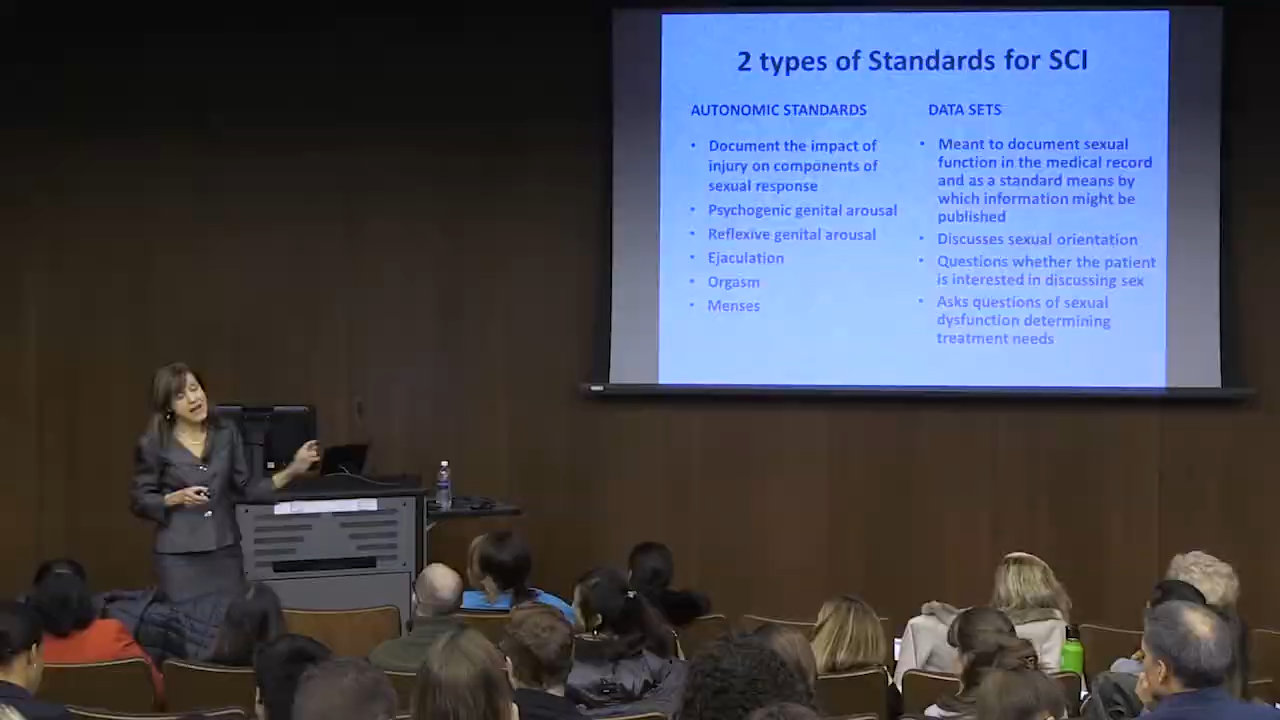 2 types of Standards for SCI
AUTONOMIC STANDARDS
• Document the impact of
injury on components of
sexual response
• Psychogenic genital arousal
• Reflexive genital arousal
• Ejaculation
• Orgasm
• Menses
DATA SETS
• Meant to document sexual
function in the medical record
and as a standard means by
which information might be
published
• Discusses sexual orientation
• Questions whether the patient
is interested in discussing sex
• Asks questions of sexual
dysfunction determining
treatment needs